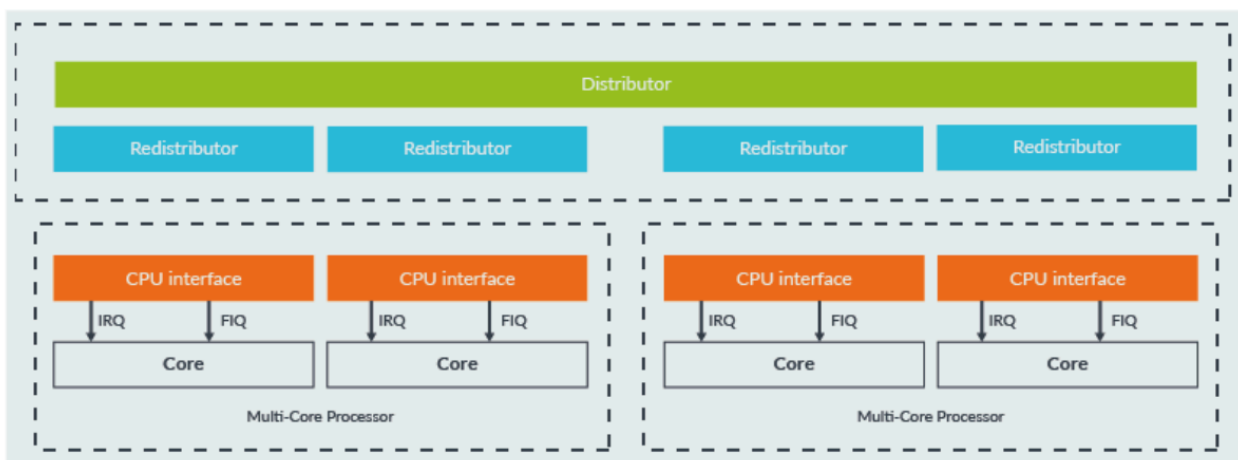 Distributor
Redistributor Redistributor Redistributor Redistributor
CPU interface CPU interface CPU interface CPU interface
IRQ FIQ IRQ FIQ IRQ FIQ IRQ FIQ
Core Core Core Core
Multi-Core Processor Multi-Core Processor